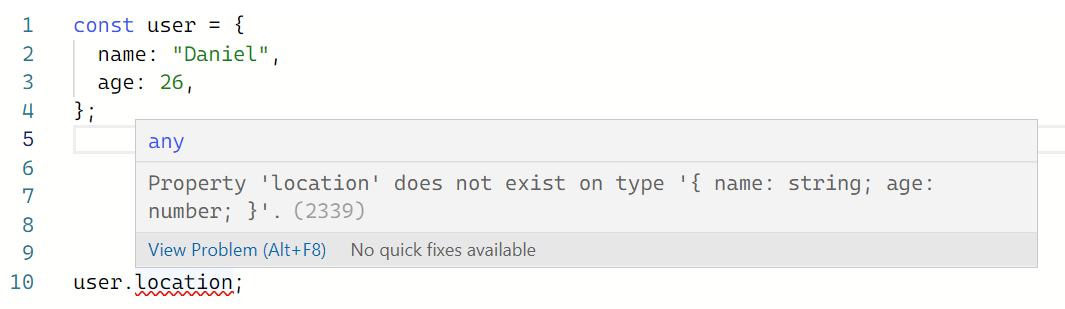 1 const user = {
2   name: "Daniel",
3   age: 26,
4 };
5
any
6
Property 'location' does not exist on type '{ name: string; age:
7
number; }'. (2339)
8
View Problem (Alt+F8) No quick fixes available
9
10 user.location;